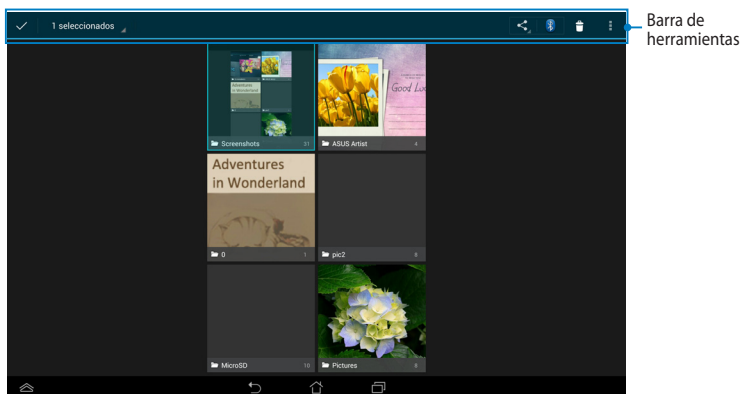 1 seleccionados
Barra de
herramientas
Good Luc
Screenshots 31
ASUS Artist 4
Adventures
in Wonderland
0 1
pic2 8
MicroSD 10
Pictures 8